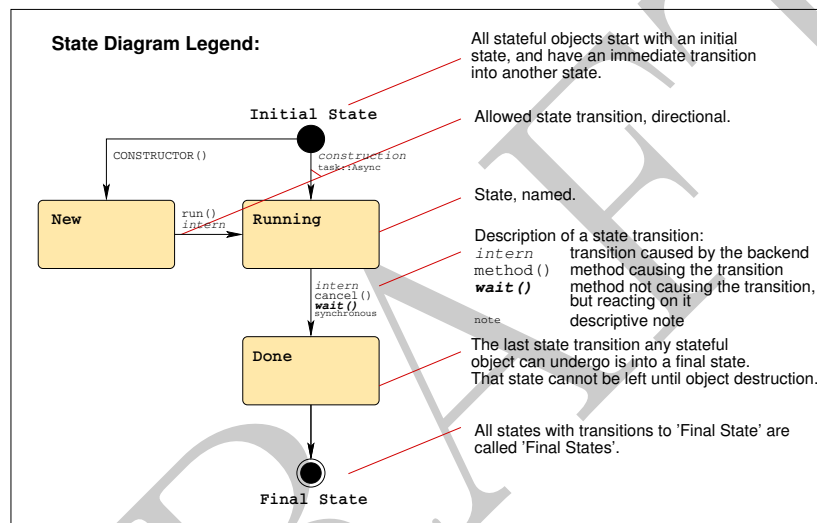 State Diagram Legend:
All stateful objects start with an initial
state, and have an immediate transition
into another state.
Initial State
Allowed state transition, directional.
CONSTRUCTOR()
construction
task::Async
New
run()
intern
Running
State, named.
Description of a state transition:
intern transition caused by the backend
method() method causing the transition
wait() method not causing the transition,
but reacting on it
note descriptive note
intern
cancel()
wait()
synchronous
Done
The last state transition any stateful
object can undergo is into a final state.
That state cannot be left until object destruction.
All states with transitions to ’Final State’ are
called ’Final States’.
Final State
DRAFT